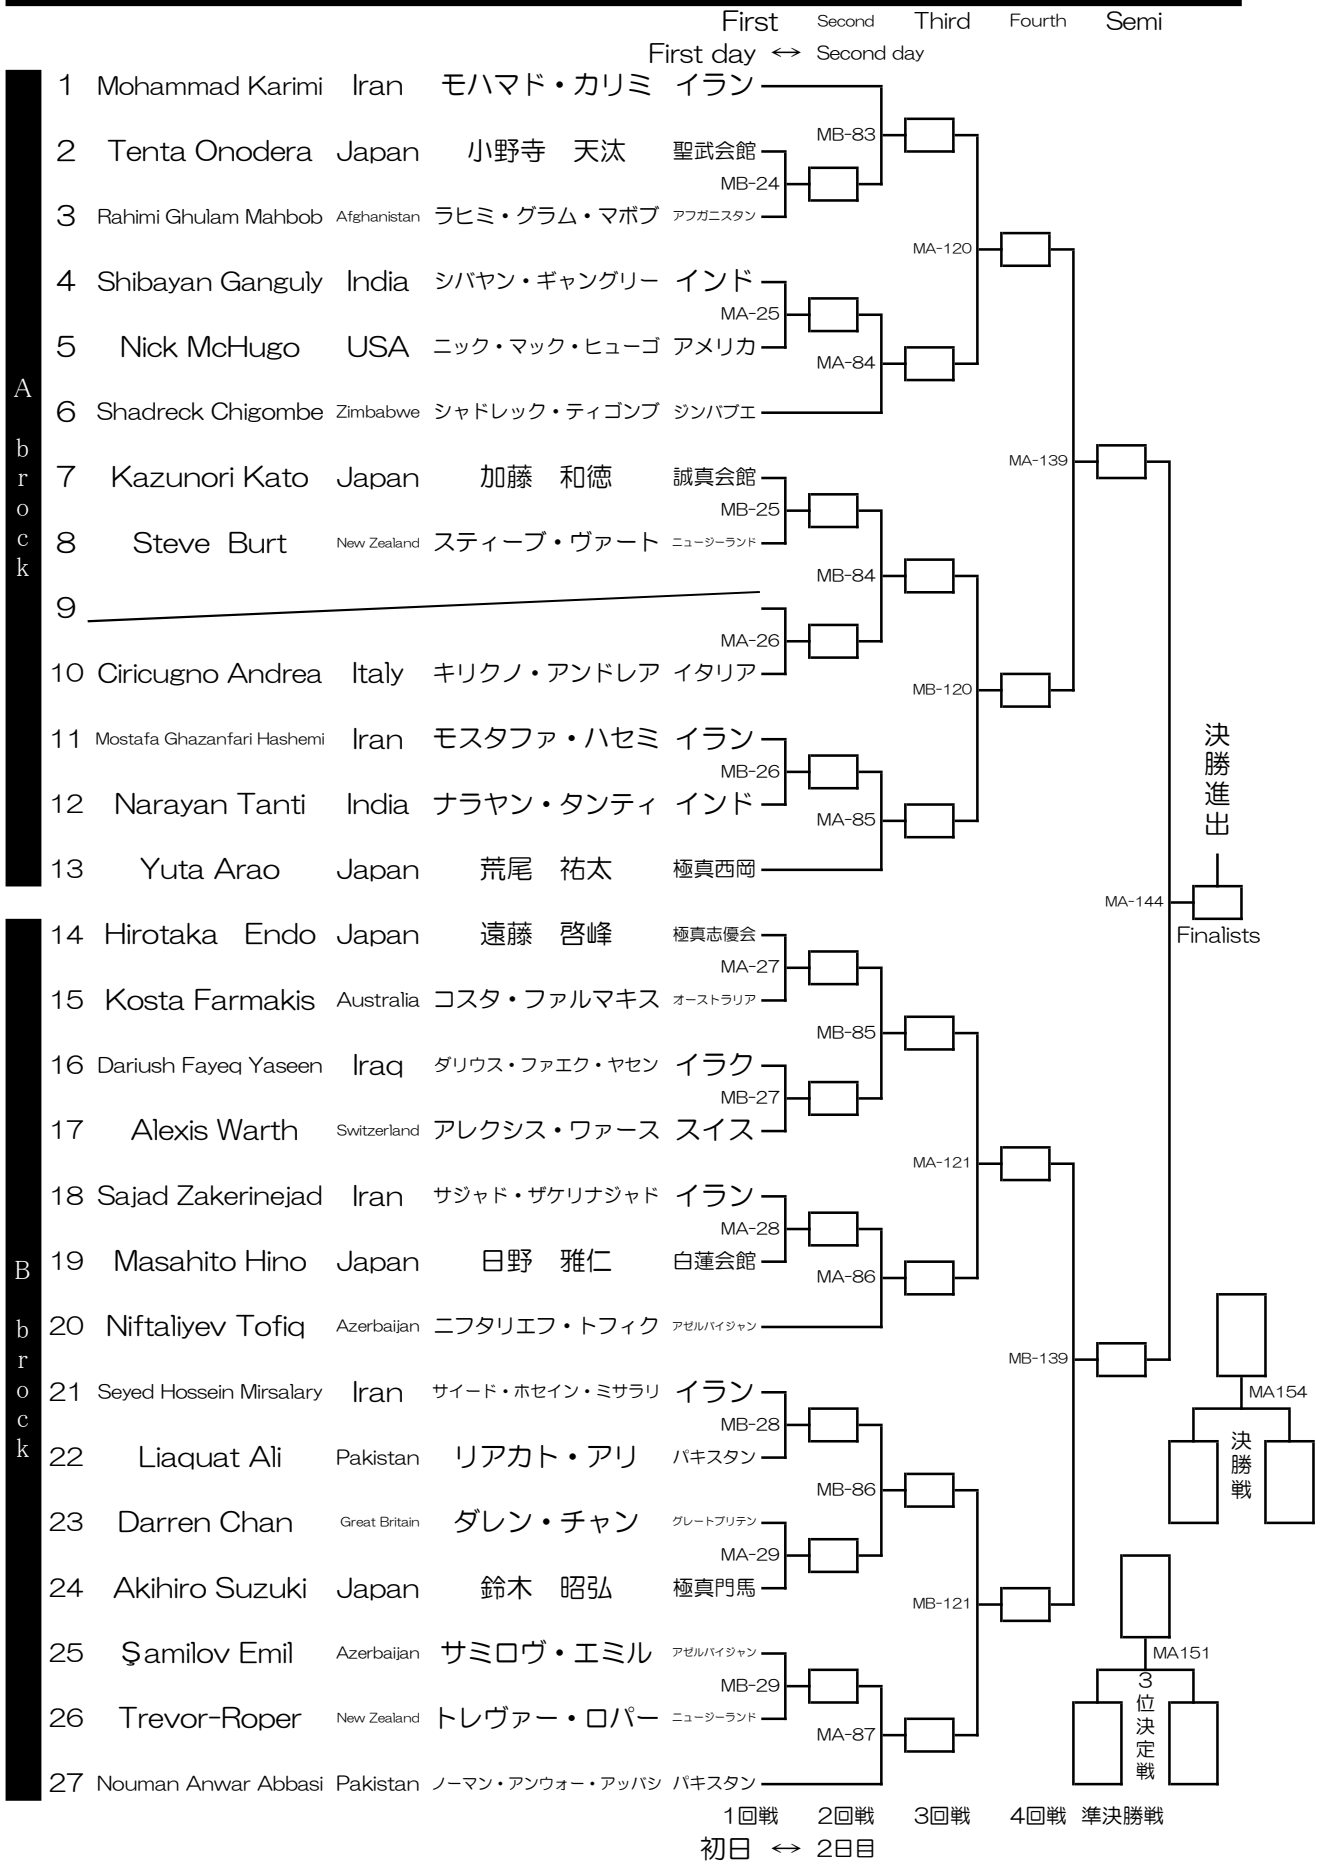 First Second Third Fourth Semi
First day ↔ Second day
1 Mohammad Karimi Iran モハマド・カリミ イラン
MB-83
2 Tenta Onodera Japan 小野寺 天汰 聖武会館
MB-24
3 Rahimi Ghulam Mahbob Afghanistan ラヒミ・グラム・マボブ アフガニスタン
MA-120
4 Shibayan Ganguly India シバヤン・ギャングリー インド
MA-25
5 Nick McHugo USA ニック・マック・ヒューゴ アメリカ
MA-84
6 Shadreck Chigombe Zimbabwe シャドレック・ティゴンブ ジンバブエ
MA-139
7 Kazunori Kato Japan 加藤 和徳 誠真会館
MB-25
8 Steve Burt New Zealand スティーブ・ヴァート ニュージーランド
MB-84
9
MA-26
10 Ciricugno Andrea Italy キリクノ・アンドレア イタリア
MB-120
11 Mostafa Ghazanfari Hashemi Iran モスタファ・ハセミ イラン
MB-26
12 Narayan Tanti India ナラヤン・タンティ インド
MA-85
13 Yuta Arao Japan 荒尾 祐太 極真西岡
A brock
決勝進出
MA-144
Finalists
14 Hirotaka Endo Japan 遠藤 啓峰 極真志優会
MA-27
15 Kosta Farmakis Australia コスタ・ファルマキス オーストラリア
MB-85
16 Dariush Fayeq Yaseen Iraq ダリウス・ファエク・ヤセン イラク
MB-27
17 Alexis Warth Switzerland アレクシス・ワァース スイス
MA-121
18 Sajad Zakerinejad Iran サジャド・ザケリナジャド イラン
MA-28
19 Masahito Hino Japan 日野 雅仁 白蓮会館
MA-86
20 Niftaliyev Tofiq Azerbaijan ニフタリエフ・トフィク アゼルバイジャン
MB-139
21 Seyed Hossein Mirsalary Iran サイード・ホセイン・ミサラリ イラン
MB-28
22 Liaquat Ali Pakistan リアカト・アリ パキスタン
MB-86
23 Darren Chan Great Britain ダレン・チャン グレートブリテン
MA-29
24 Akihiro Suzuki Japan 鈴木 昭弘 極真門馬
MB-121
25 Şamilov Emil Azerbaijan サミロヴ・エミル アゼルバイジャン
MB-29
26 Trevor-Roper New Zealand トレヴァー・ロパー ニュージーランド
MA-87
27 Nouman Anwar Abbasi Pakistan ノーマン・アンウォー・アッバシ パキスタン
B brock
MA154
決勝戦
MA151
3位決定戦
1回戦 2回戦 3回戦 4回戦 準決勝戦
初日 ↔ 2日目